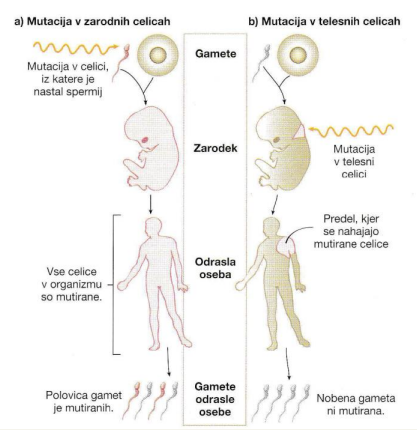 a) Mutacija v zarodnih celicah
b) Mutacija v telesnih celicah
Gamete
Mutacija v celici,
iz katere je
nastal spermij
Zarodek
Mutacija
v telesni
celici
Predel, kjer
se nahajajo
mutirane celice
Odrasla
oseba
Vse celice
v organizmu
so mutirane.
Polovica gamet
je mutiranih.
Gamete
odrasle
osebe
Nobena gameta
ni mutirana.